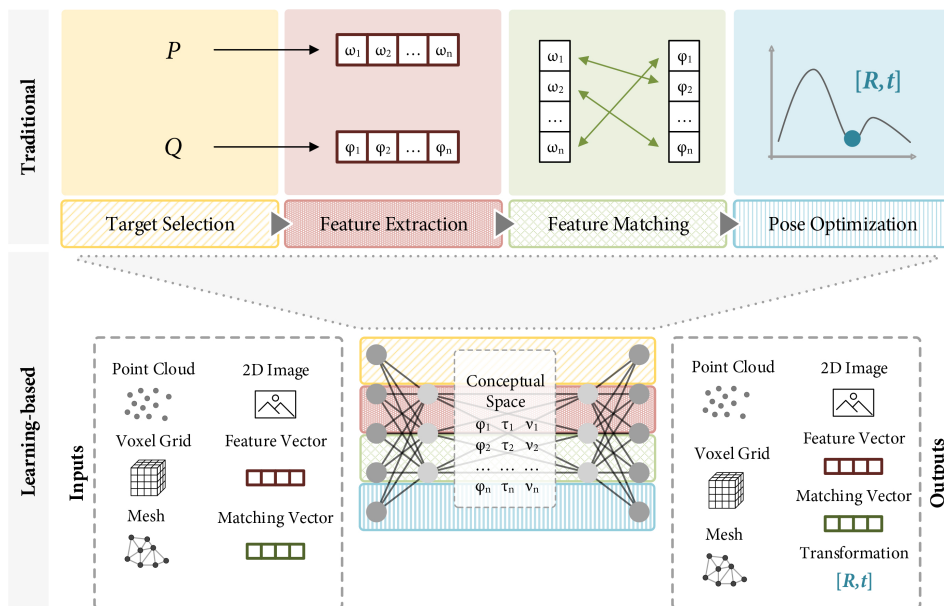 Traditional
P
ω1 ω2 … ωn
Q
φ1 φ2 … φn
ω1
ω2
…
ωn
φ1
φ2
…
φn
[R,t]
Target Selection
Feature Extraction
Feature Matching
Pose Optimization
Learning-based
Inputs
Point Cloud
2D Image
Voxel Grid
Feature Vector
Mesh
Matching Vector
Conceptual
Space
φ1 τ1 ν1
φ2 τ2 ν2
… … …
φn τn νn
Point Cloud
2D Image
Voxel Grid
Feature Vector
Mesh
Matching Vector
Transformation
[R,t]
Outputs